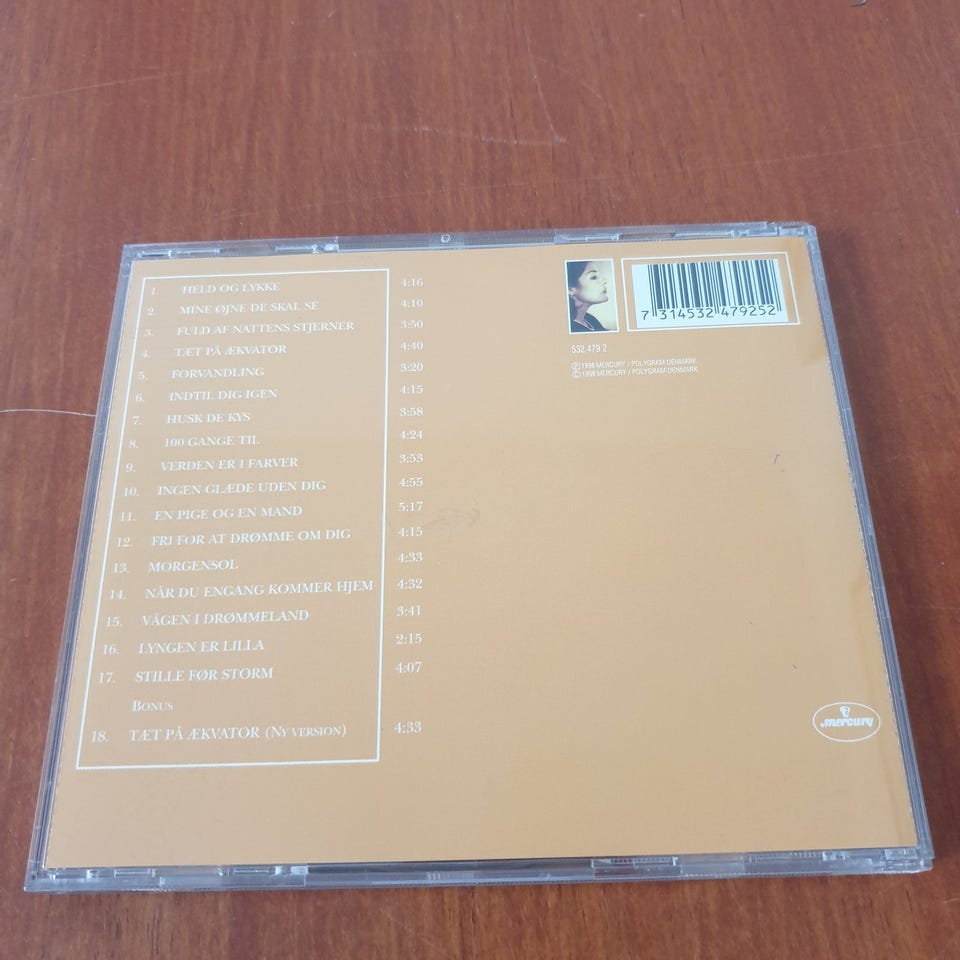 1. HELD OG LYKKE 4:16
2. MINE ØJNE DE SKAL SE 4:10
3. FULD AF NATTENS STJERNER 3:50
4. TÆT PÅ ÆKVATOR 4:40
5. FORVANDLING 3:20
6. INDTIL DIG IGEN 4:15
7. HUSK DE KYS 3:58
8. 100 GANGE TIL 4:24
9. VERDEN ER I FARVER 3:53
10. INGEN GLÆDE UDEN DIG 4:55
11. EN PIGE OG EN MAND 5:17
12. FRI FOR AT DRØMME OM DIG 4:15
13. MORGENSOL 4:33
14. NÅR DU ENGANG KOMMER HJEM 4:32
15. VÅGEN I DRØMMELAND 3:41
16. LYNGEN ER LILLA 2:15
17. STILLE FØR STORM 4:07
BONUS
18. TÆT PÅ ÆKVATOR (NY VERSION) 4:33
7 314532 479252
532 479 2
℗ 1996 MERCURY / POLYGRAM DENMARK
© 1996 MERCURY / POLYGRAM DENMARK
mercury